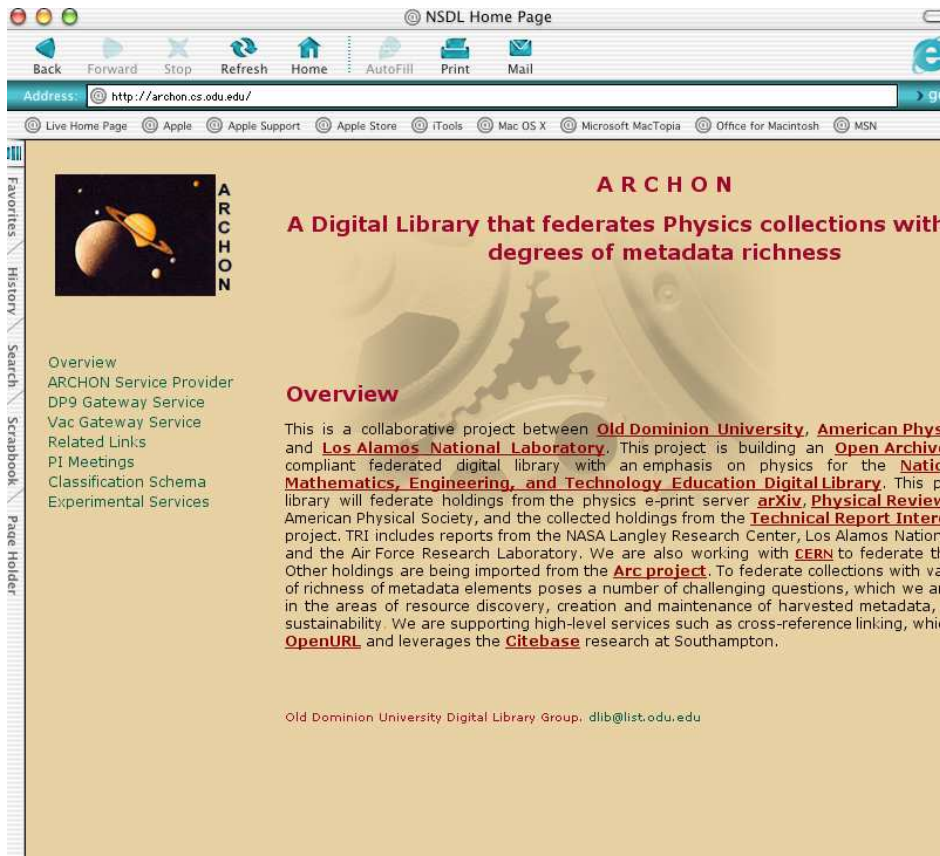 NSDL Home Page
Back Forward Stop Refresh Home AutoFill Print Mail
Address: http://archon.cs.odu.edu/
Live Home Page Apple Apple Support Apple Store iTools Mac OS X Microsoft MacTopia Office for Macintosh MSN
Favorites
History
Search
Scrapbook
Page Holder
ARCHON
Overview
ARCHON Service Provider
DP9 Gateway Service
Vac Gateway Service
Related Links
PI Meetings
Classification Schema
Experimental Services
A R C H O N
A Digital Library that federates Physics collections with
degrees of metadata richness
Overview
This is a collaborative project between Old Dominion University, American Phys
and Los Alamos National Laboratory. This project is building an Open Archive
compliant federated digital library with an emphasis on physics for the Natio
Mathematics, Engineering, and Technology Education Digital Library. This p
library will federate holdings from the physics e-print server arXiv, Physical Review
American Physical Society, and the collected holdings from the Technical Report Inter
project. TRI includes reports from the NASA Langley Research Center, Los Alamos Nation
and the Air Force Research Laboratory. We are also working with CERN to federate th
Other holdings are being imported from the Arc project. To federate collections with va
of richness of metadata elements poses a number of challenging questions, which we ar
in the areas of resource discovery, creation and maintenance of harvested metadata,
sustainability. We are supporting high-level services such as cross-reference linking, whi
OpenURL and leverages the Citebase research at Southampton.
Old Dominion University Digital Library Group. dlib@list.odu.edu